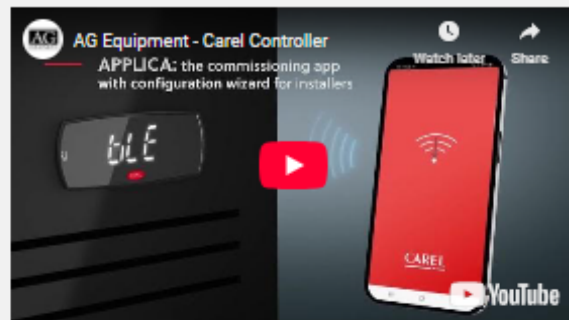 AG
AG Equipment - Carel Controller
Watch later
Share
APPLICA: the commissioning app
with configuration wizard for installers
bLE
CAREL
YouTube